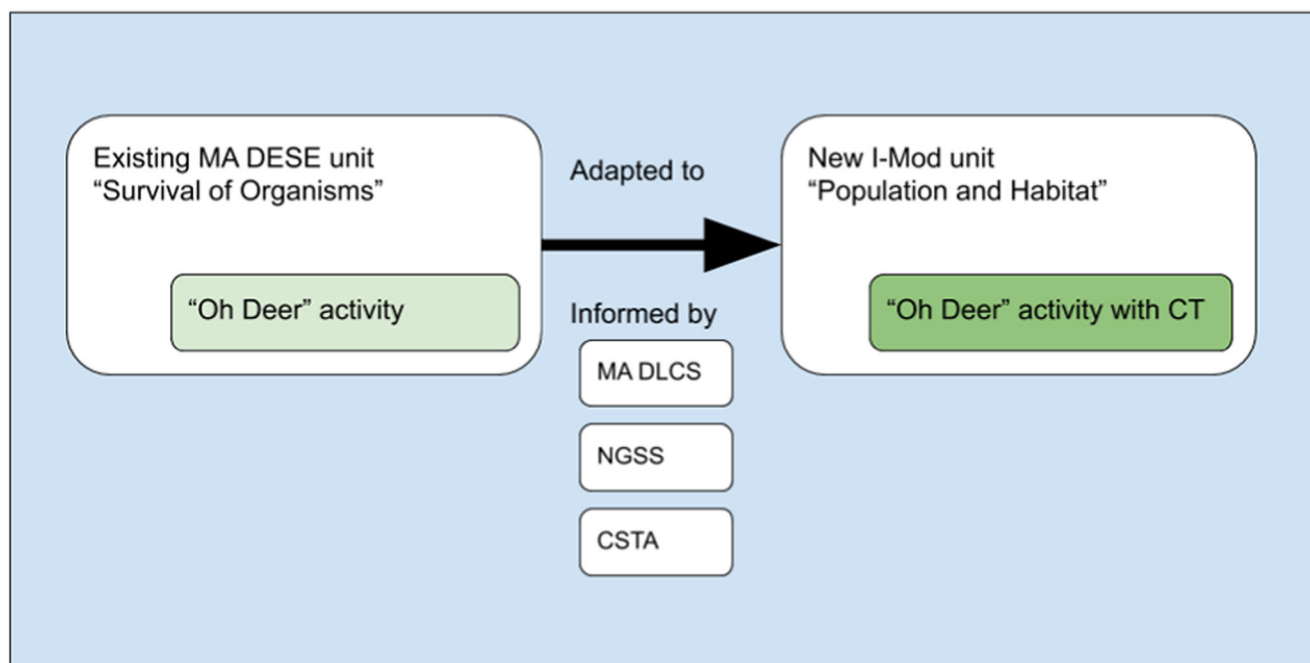 Existing MA DESE unit
“Survival of Organisms”
“Oh Deer” activity
Adapted to
Informed by
MA DLCS
NGSS
CSTA
New I-Mod unit
“Population and Habitat”
“Oh Deer” activity with CT